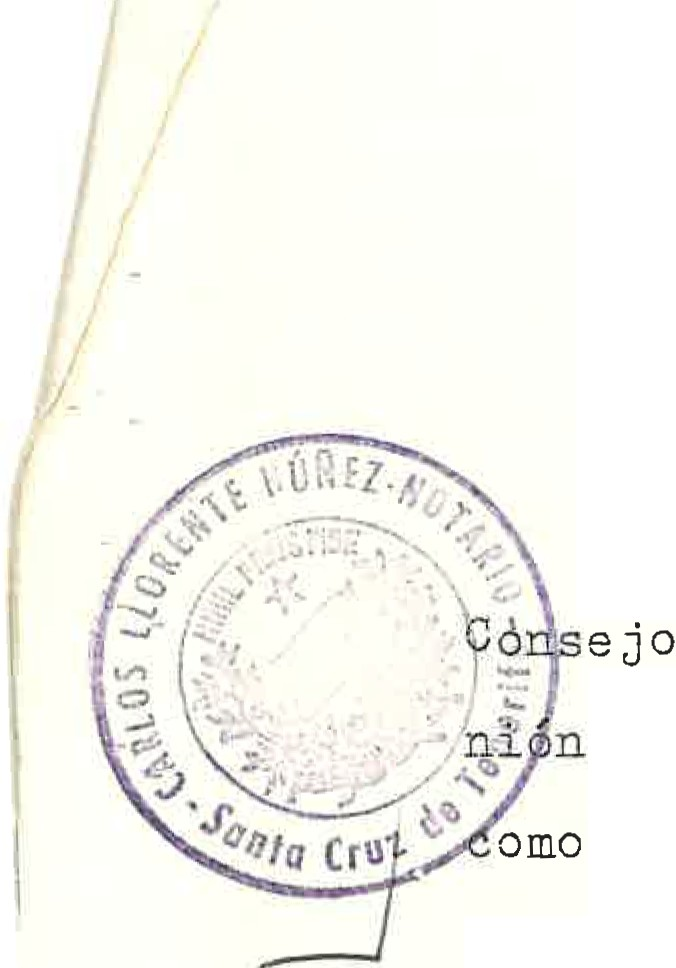 CARLOS LLORENTE NÚÑEZ-NOTARIO
- Santa Cruz de Tenerife
Consejo
nión
como